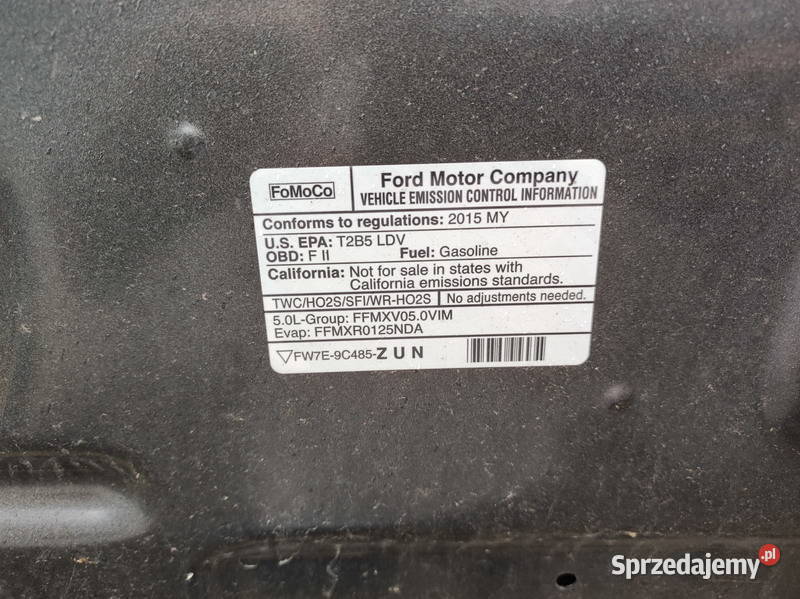 FoMoCo
Ford Motor Company
VEHICLE EMISSION CONTROL INFORMATION
Conforms to regulations: 2015 MY
U.S. EPA: T2B5 LDV
OBD: F II Fuel: Gasoline
California: Not for sale in states with
California emissions standards.
TWC/HO2S/SFI/WR-HO2S No adjustments needed.
5.0L-Group: FFMXV05.0VIM
Evap: FFMXR0125NDA
FW7E-9C485-Z U N
Sprzedajemy.pl